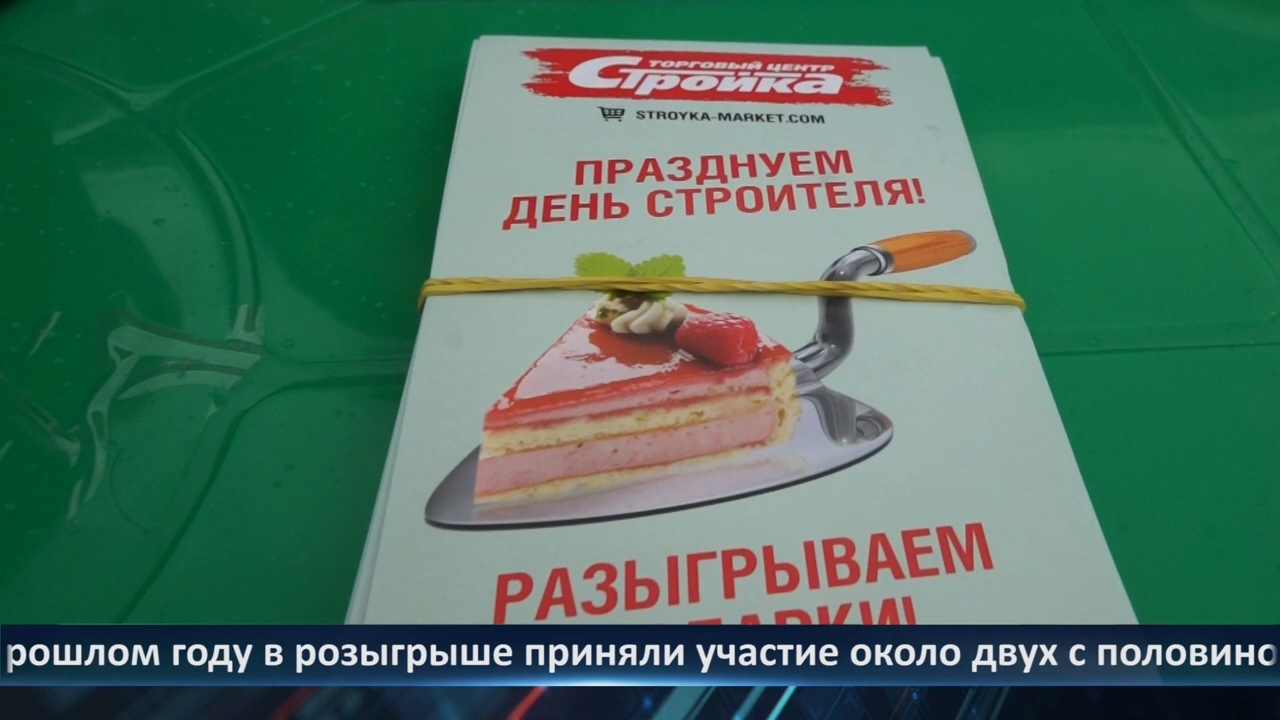 ТОРГОВЫЙ ЦЕНТР
Стройка
STROYKA-MARKET.COM
ПРАЗДНУЕМ
ДЕНЬ СТРОИТЕЛЯ!
РАЗЫГРЫВАЕМ
рошлом году в розыгрыше приняли участие около двух с половино